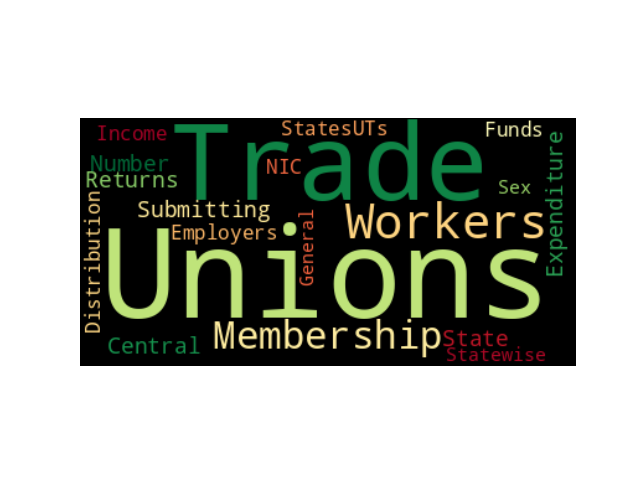 Income
Trade
StatesUTs
Funds
Number
NIC
Returns
Sex
Expenditure
Submitting
Workers
Employers
General
Distribution
Unions
Membership
State
Central
Statewise